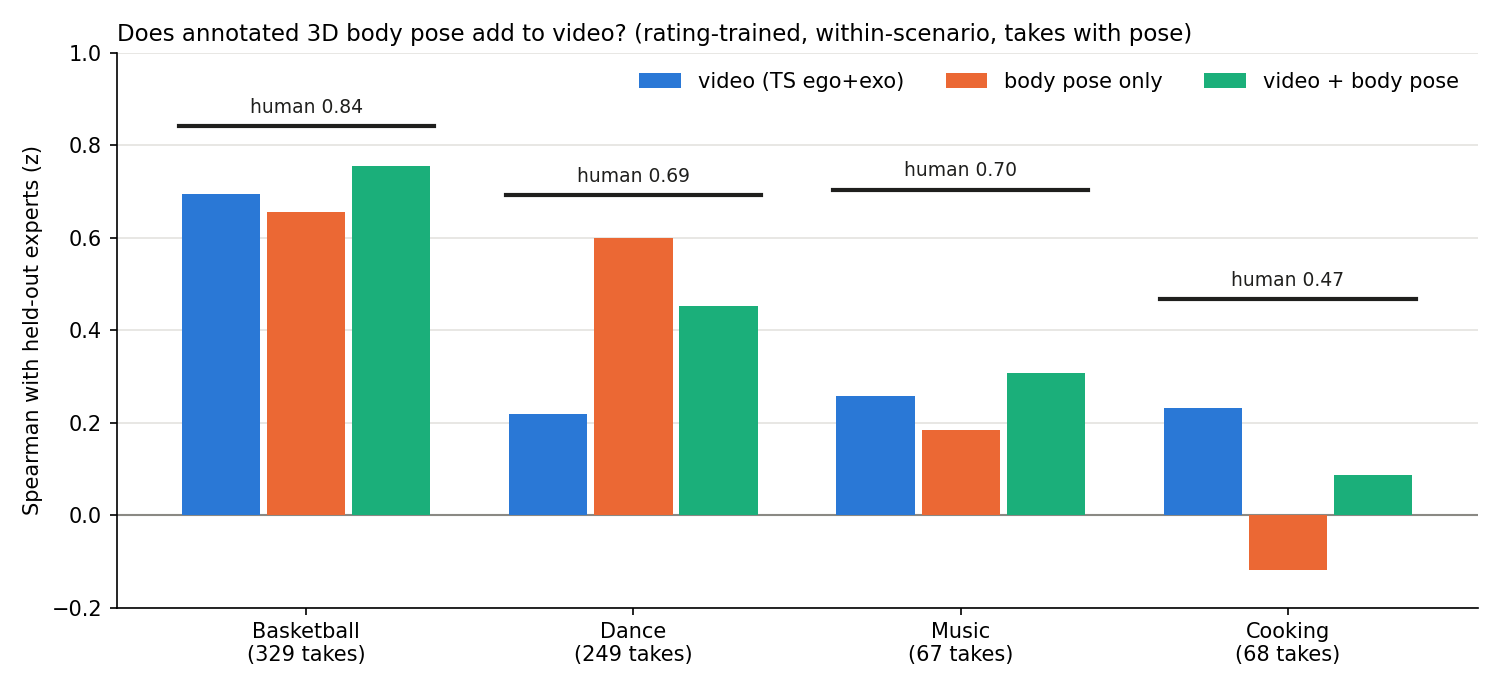 Does annotated 3D body pose add to video? (rating-trained, within-scenario, takes with pose)
video (TS ego+exo)
body pose only
video + body pose
human 0.84
human 0.69
human 0.70
human 0.47
Spearman with held-out experts (z)
1.0
0.8
0.6
0.4
0.2
0.0
−0.2
Basketball
(329 takes)
Dance
(249 takes)
Music
(67 takes)
Cooking
(68 takes)